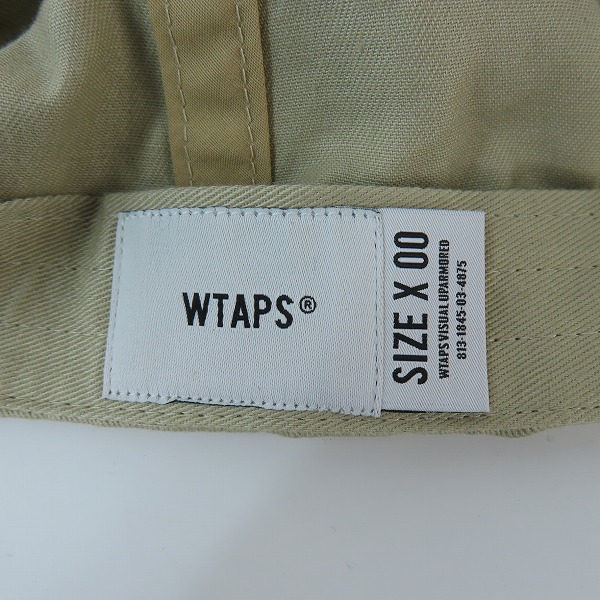 WTAPS®
SIZE X 00
WTAPS VISUAL UPARMORED
813-1845-03-4875